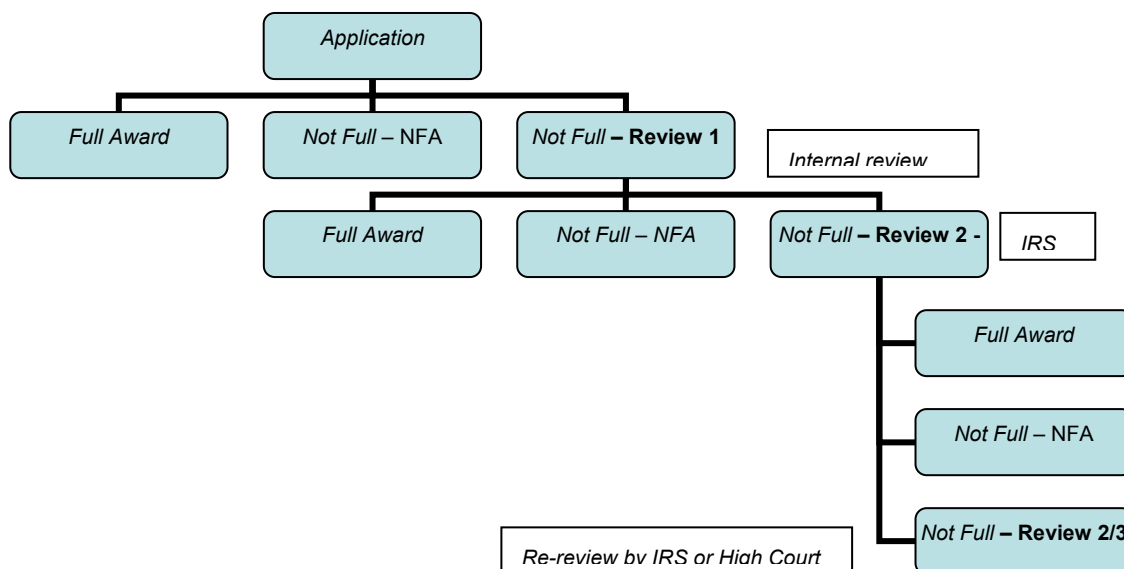 Application
Full Award
Not Full – NFA
Not Full – Review 1
Internal review
Full Award
Not Full – NFA
Not Full – Review 2 -
IRS
Full Award
Not Full – NFA
Not Full – Review 2/3
Re-review by IRS or High Court